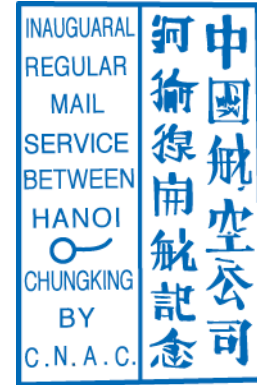 INAUGUARAL
REGULAR
MAIL
SERVICE
BETWEEN
HANOI
CHUNGKING
BY
C.N.A.C.
中國航空公司
河渝線開航記念